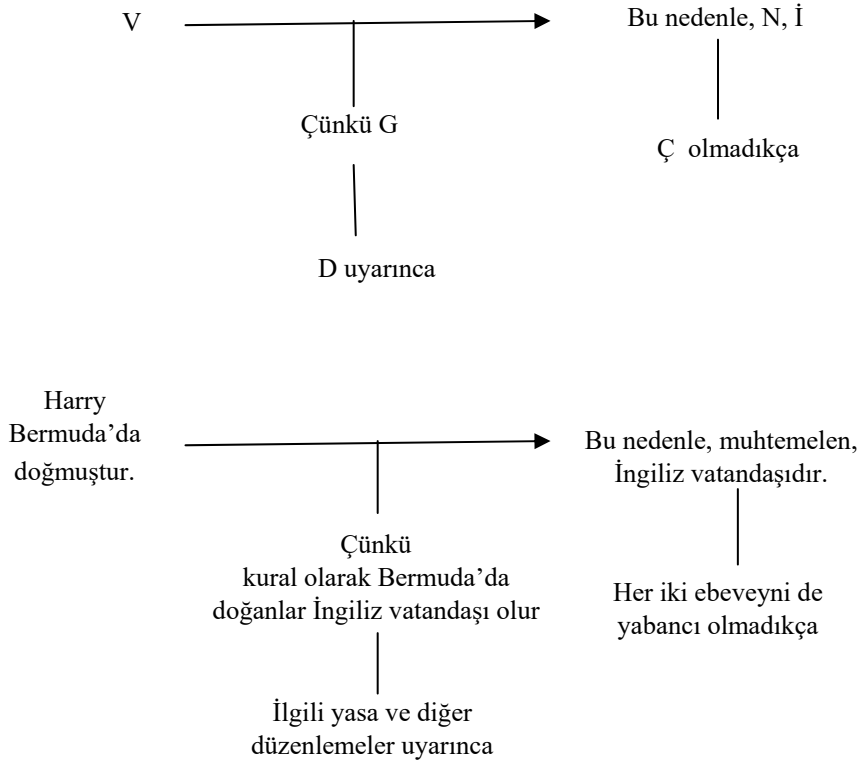 V
Bu nedenle, N, İ
Çünkü G
Ç olmadıkça
D uyarınca
Harry
Bermuda’da
doğmuştur.
Bu nedenle, muhtemelen,
İngiliz vatandaşıdır.
Çünkü
kural olarak Bermuda’da
doğanlar İngiliz vatandaşı olur
Her iki ebeveyni de
yabancı olmadıkça
İlgili yasa ve diğer
düzenlemeler uyarınca